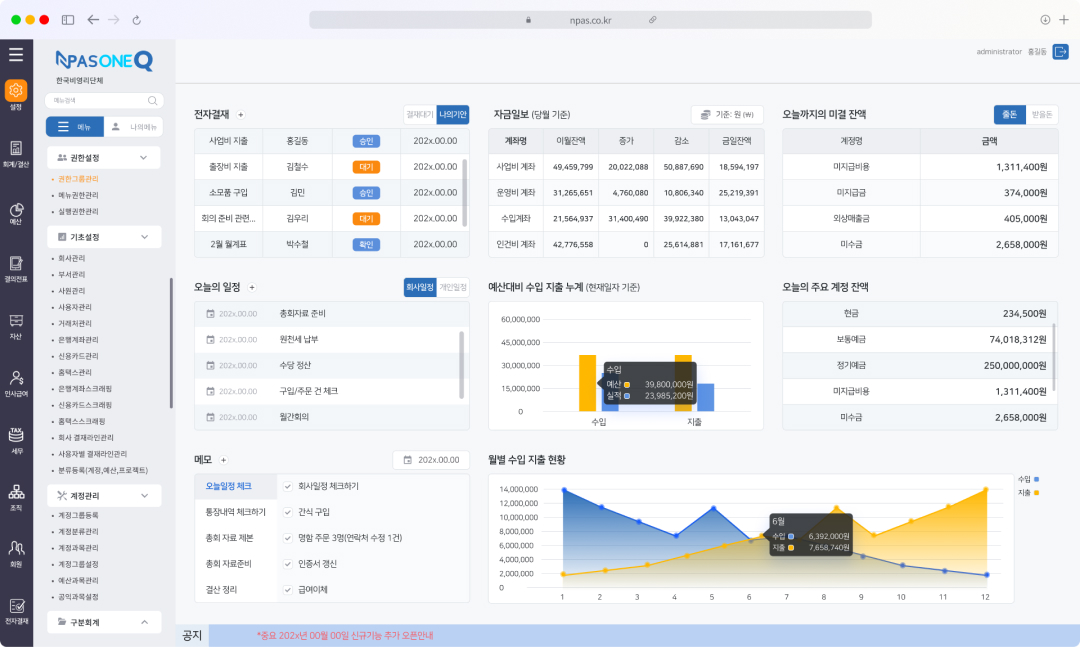 npas.co.kr
administrator 홍길동
NPAS ONE Q
한국비영리단체
메뉴검색
메뉴
나의메뉴
설정
회계/결산
예산
결의전표
자산
인사급여
TAX
세무
조직
회원
전자결재
권한설정
권한그룹관리
메뉴권한관리
실행권한관리
기초설정
회사관리
부서관리
사원관리
사용자관리
거래처관리
은행계좌관리
신용카드관리
홈택스관리
은행계좌스크래핑
신용카드스크래핑
홈택스스크래핑
회사 결재라인관리
사용자별 결재라인관리
분류등록(계정,예산,프로젝트)
계정관리
계정그룹등록
계정분류관리
계정과목관리
계정그룹설정
예산과목관리
공익과목설정
구분회계
전자결재 +
결재대기 나의기안
사업비 지출 홍길동 승인 202x.00.00
출장비 지출 김철수 대기 202x.00.00
소모품 구입 김민 승인 202x.00.00
회의 준비 관련... 김우리 대기 202x.00.00
2월 월계표 박수철 확인 202x.00.00
자금일보 (당월 기준)
기준: 원 (₩)
계좌명 이월잔액 증가 감소 금일잔액
사업비 계좌 49,459,799 20,022,088 50,887,690 18,594,197
운영비 계좌 31,265,651 4,760,080 10,806,340 25,219,391
수입계좌 21,564,937 31,400,490 39,922,380 13,043,047
인건비 계좌 42,776,558 0 25,614,881 17,161,677
오늘까지의 미결 잔액
줄돈 받을돈
계정명 금액
미지급비용 1,311,400원
미지급금 374,000원
외상매출금 405,000원
미수금 2,658,000원
오늘의 일정 +
회사일정 개인일정
202x.00.00 총회자료 준비
202x.00.00 원천세 납부
202x.00.00 수당 정산
202x.00.00 구입/주문 건 체크
202x.00.00 월간회의
예산대비 수입 지출 누계 (현재일자 기준)
60,000,000
45,000,000
30,000,000
15,000,000
0
수입
예산 39,800,000원
실적 23,985,200원
수입 지출
오늘의 주요 계정 잔액
현금 234,500원
보통예금 74,018,312원
정기예금 250,000,000원
미지급비용 1,311,400원
미수금 2,658,000원
메모 +
202x.00.00
오늘일정 체크
통장내역 체크하기
총회 자료 제본
총회 자료준비
결산 정리
회사일정 체크하기
간식 구입
명함 주문 3명(연락처 수정 1건)
인증서 갱신
급여이체
월별 수입 지출 현황
14,000,000
12,000,000
10,000,000
8,000,000
6,000,000
4,000,000
2,000,000
0
1 2 3 4 5 6 7 8 9 10 11 12
6월
수입 6,392,000원
지출 7,658,740원
수입
지출
공지
*중요 202x년 00월 00일 신규기능 추가 오픈안내